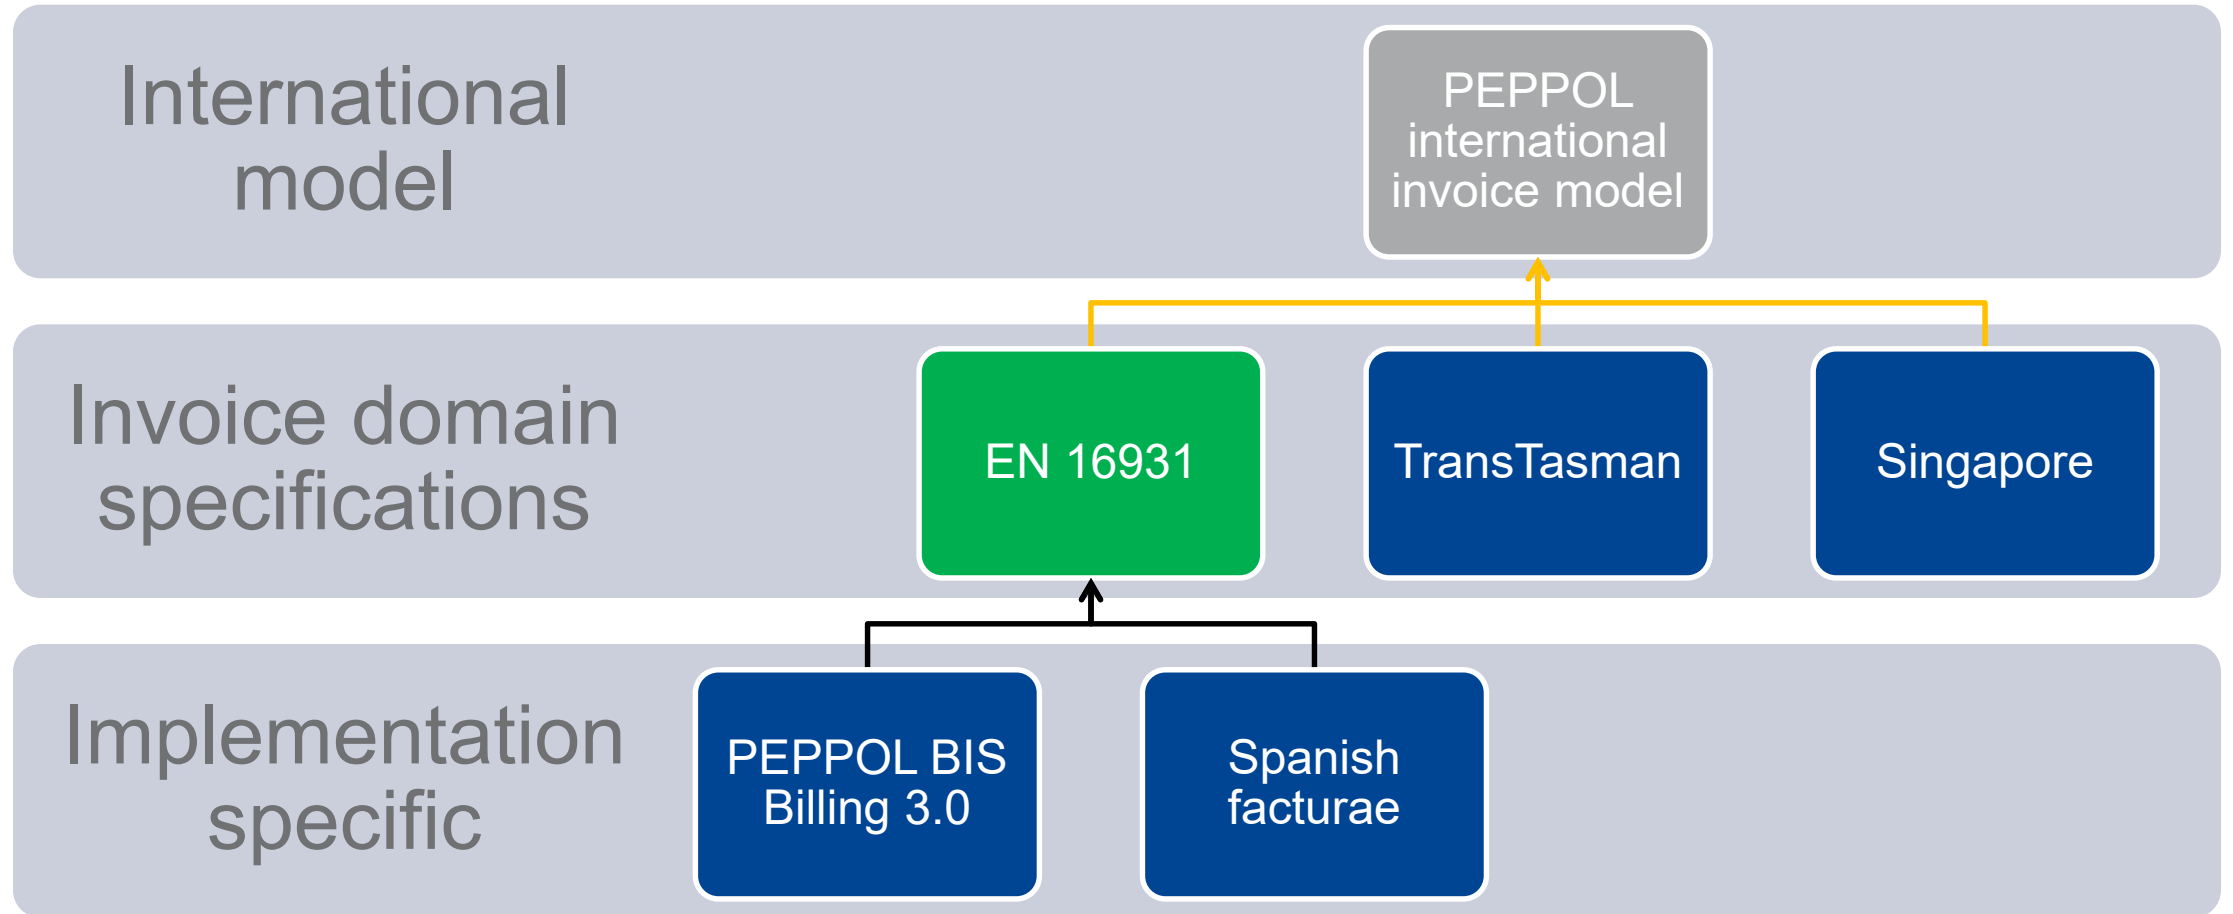 International
model
PEPPOL
international
invoice model
Invoice domain
specifications
EN 16931
TransTasman
Singapore
Implementation
specific
PEPPOL BIS
Billing 3.0
Spanish
facturae